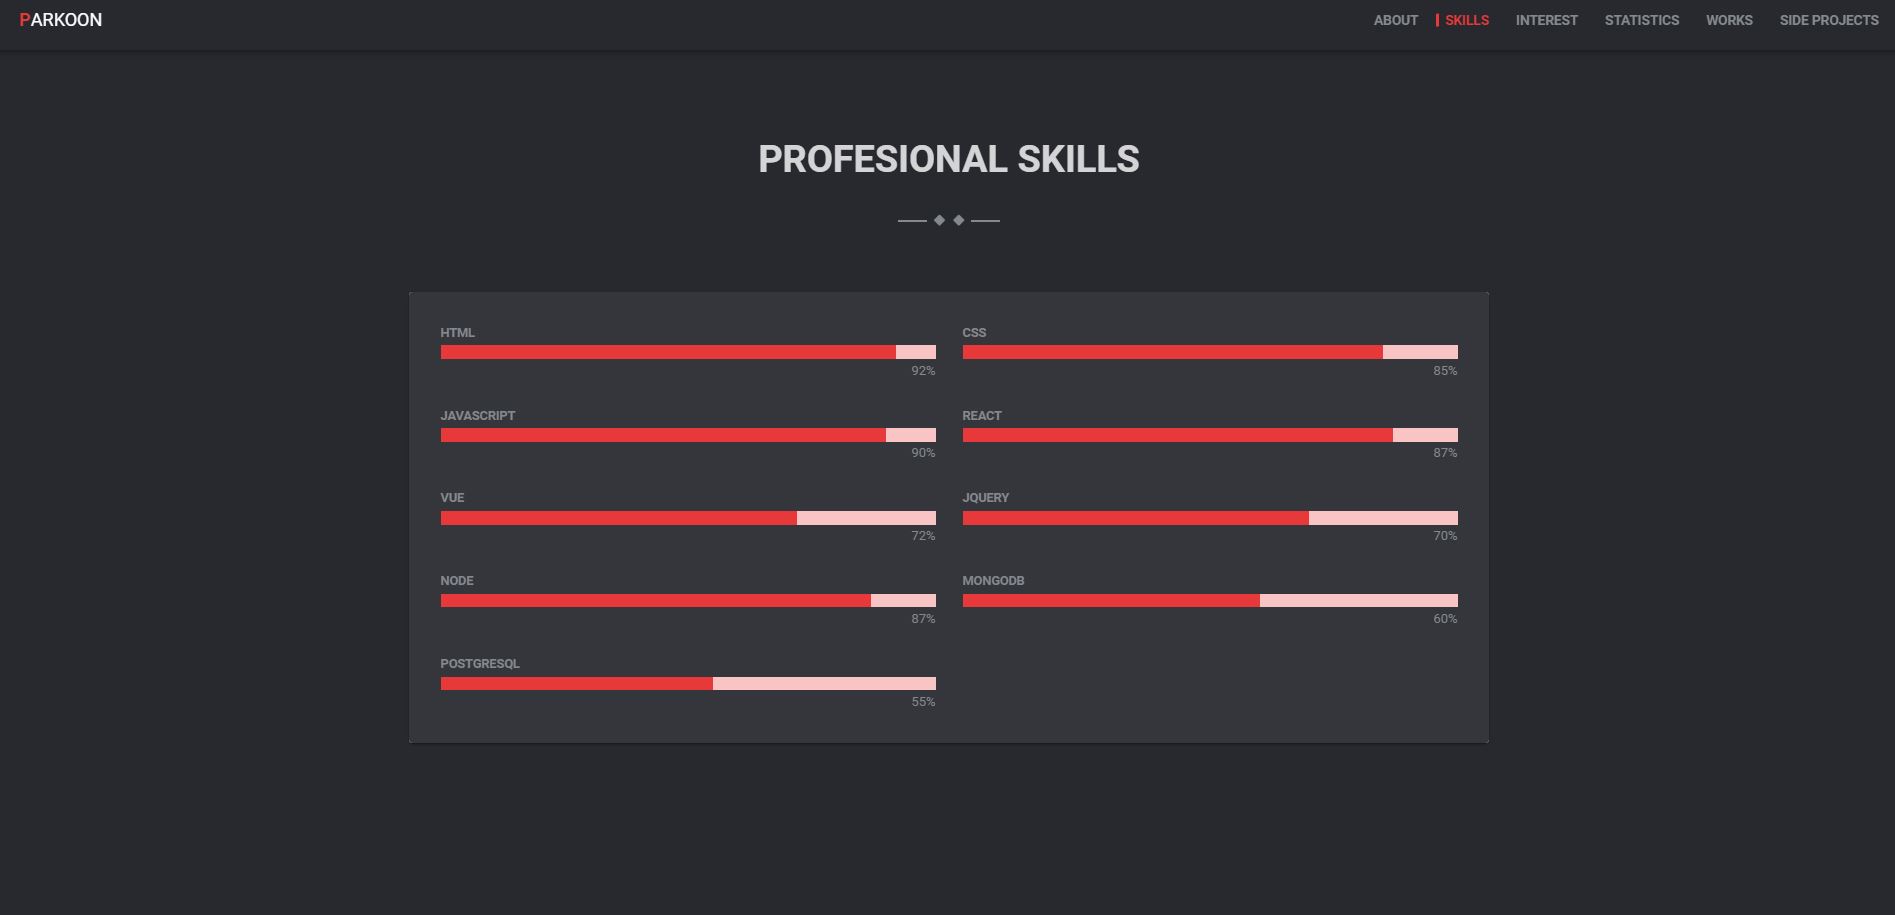 PARKOON
ABOUT SKILLS INTEREST STATISTICS WORKS SIDE PROJECTS
PROFESIONAL SKILLS
HTML
92%
CSS
85%
JAVASCRIPT
90%
REACT
87%
VUE
72%
JQUERY
70%
NODE
87%
MONGODB
60%
POSTGRESQL
55%